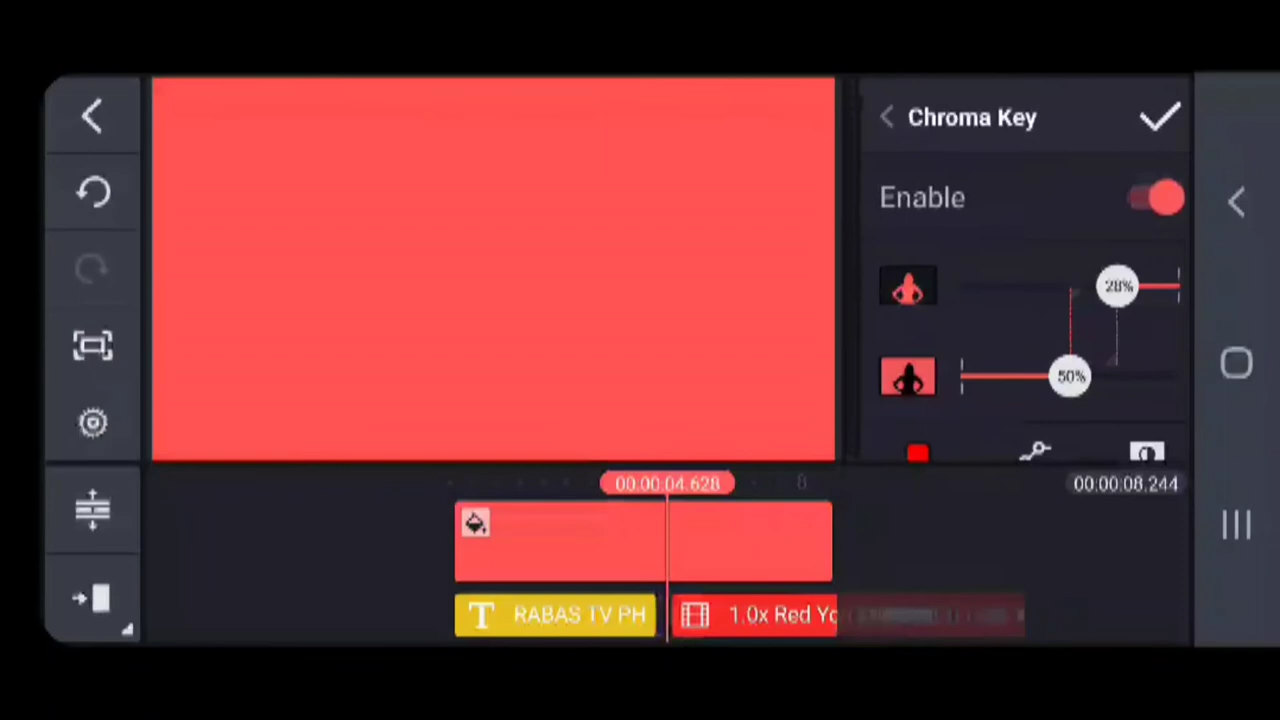 Chroma Key
Enable
28%
50%
00:00:04.628
8
00:00:08.244
RABAS TV PH
1.0x Red Yo